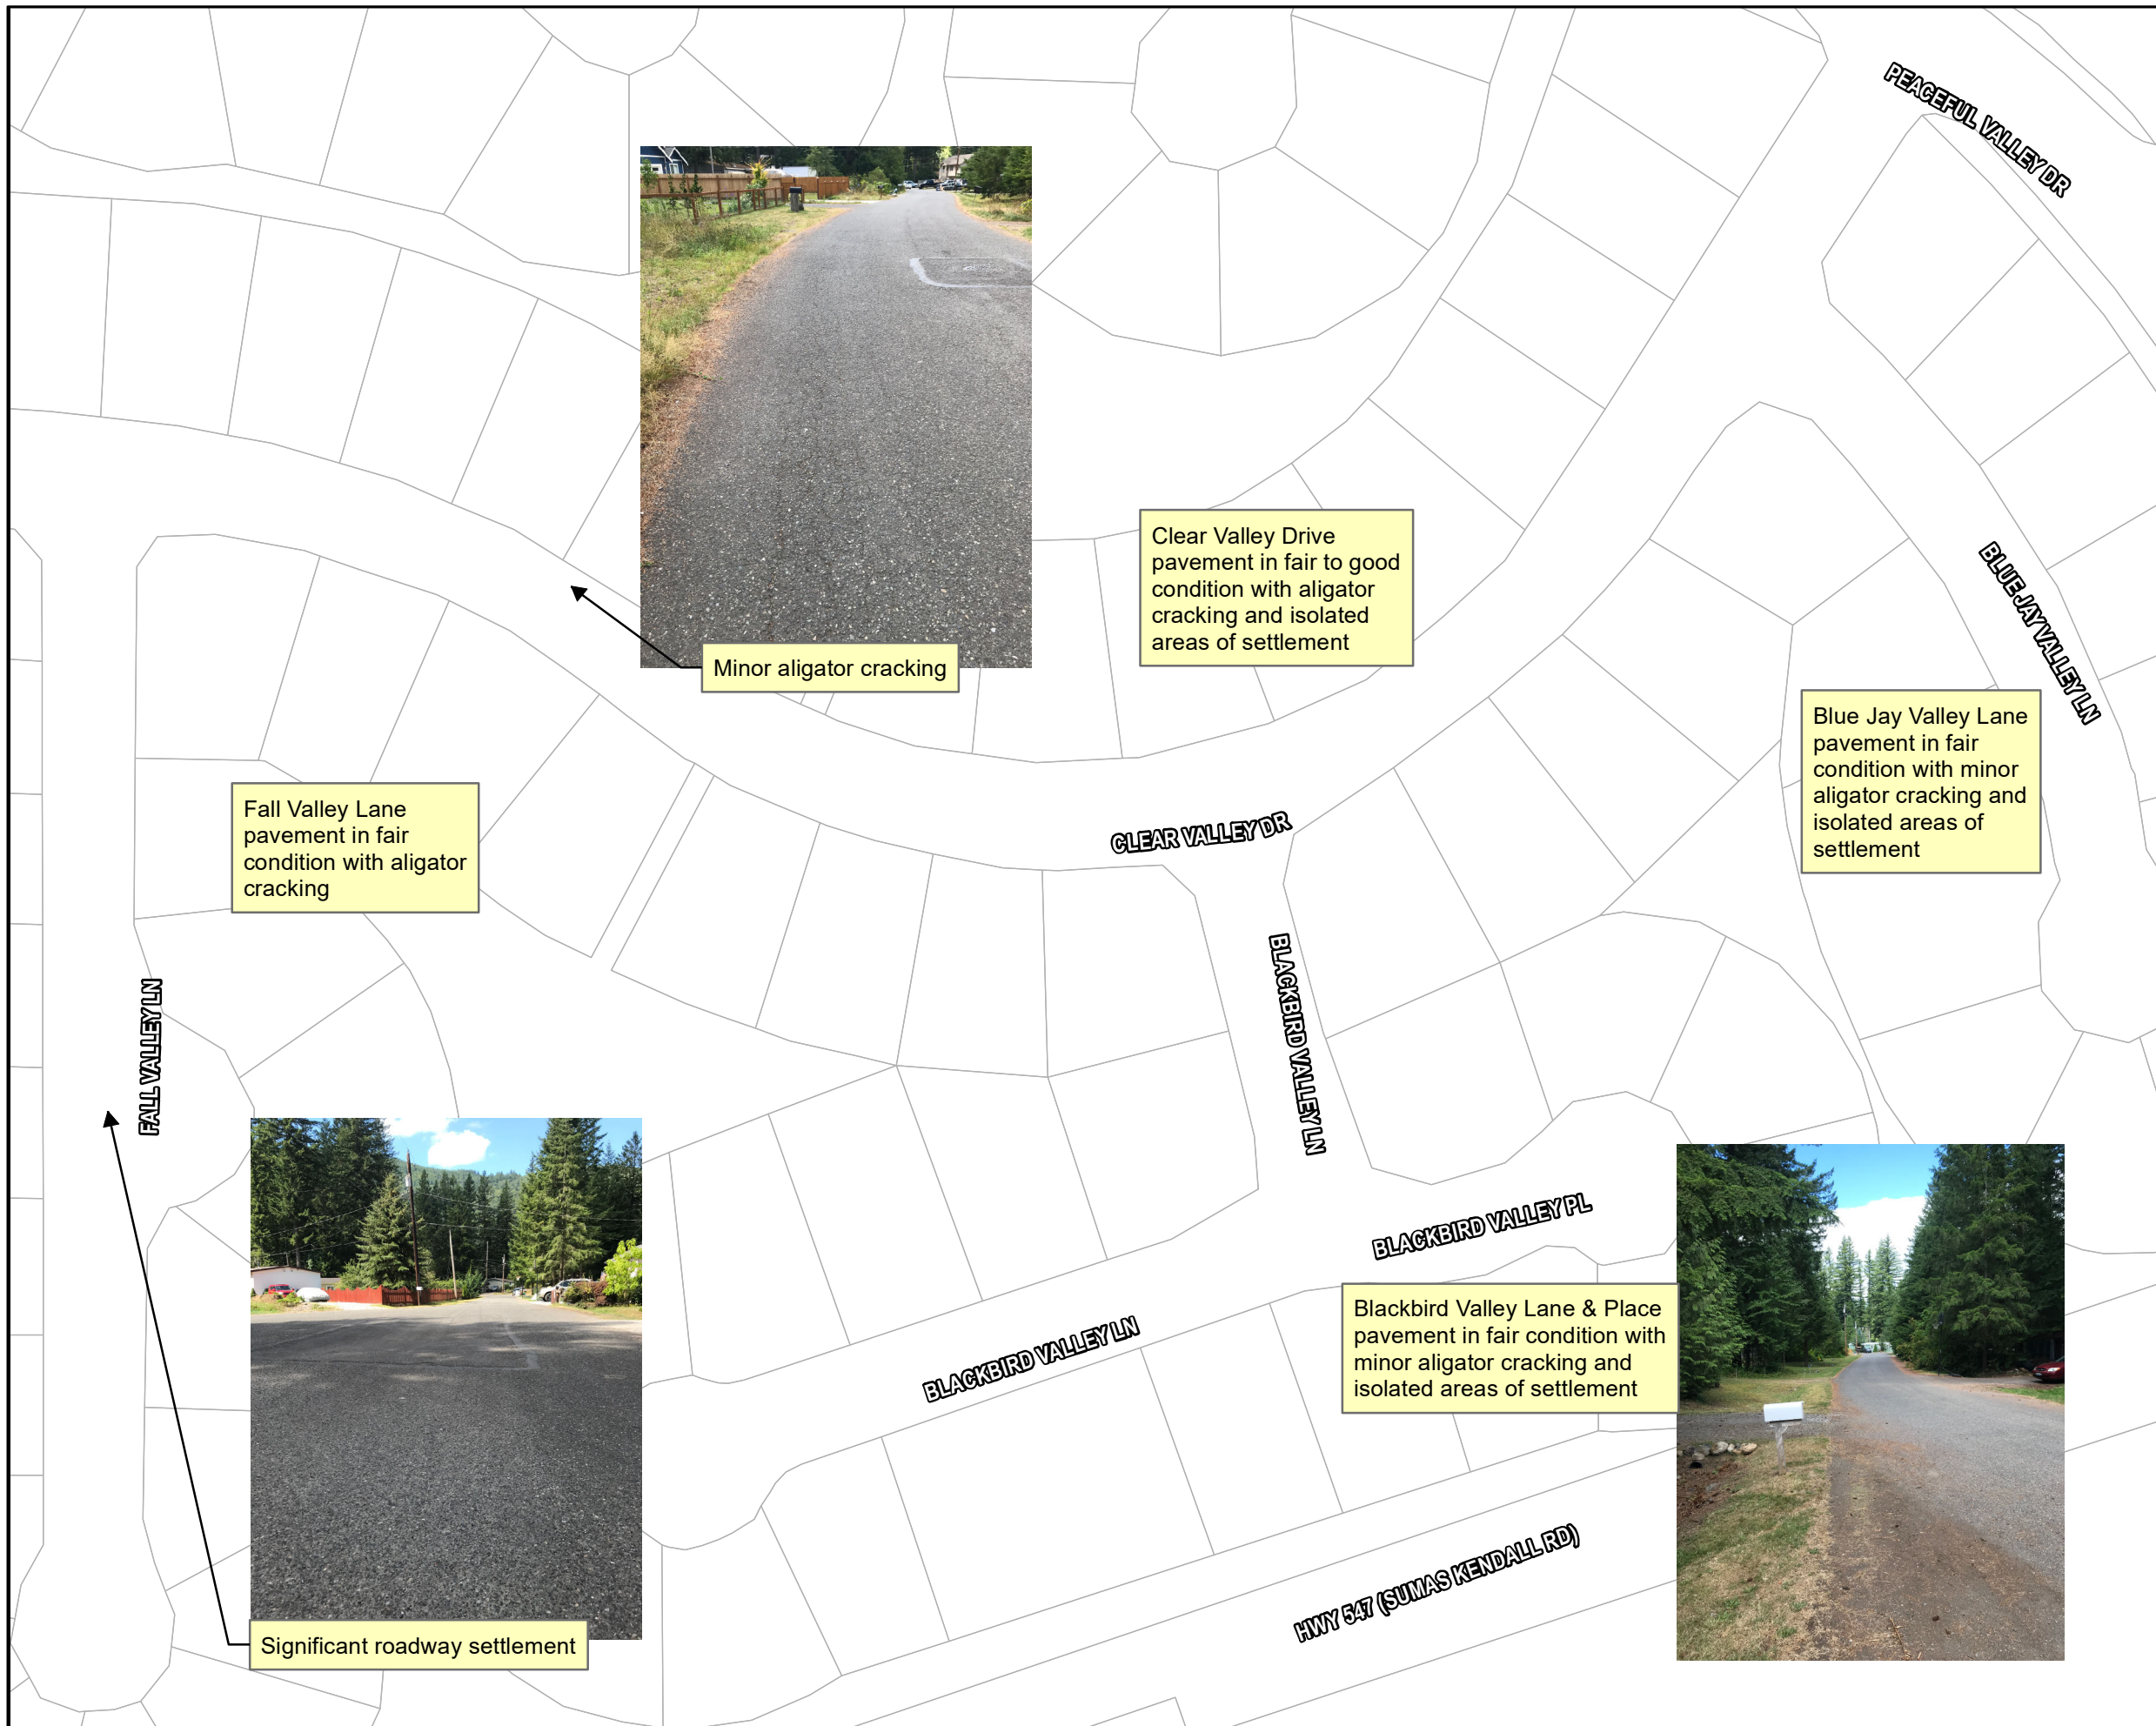 PEACEFUL VALLEY DR
Clear Valley Drive
pavement in fair to good
condition with aligator
cracking and isolated
areas of settlement
BLUE JAY VALLEY LN
Minor aligator cracking
Blue Jay Valley Lane
pavement in fair
condition with minor
aligator cracking and
isolated areas of
settlement
Fall Valley Lane
pavement in fair
condition with aligator
cracking
CLEAR VALLEY DR
BLACKBIRD VALLEY LN
FALL VALLEY LN
BLACKBIRD VALLEY PL
Blackbird Valley Lane & Place
pavement in fair condition with
minor aligator cracking and
isolated areas of settlement
BLACKBIRD VALLEY LN
HWY 547 (SUMAS KENDALL RD)
Significant roadway settlement